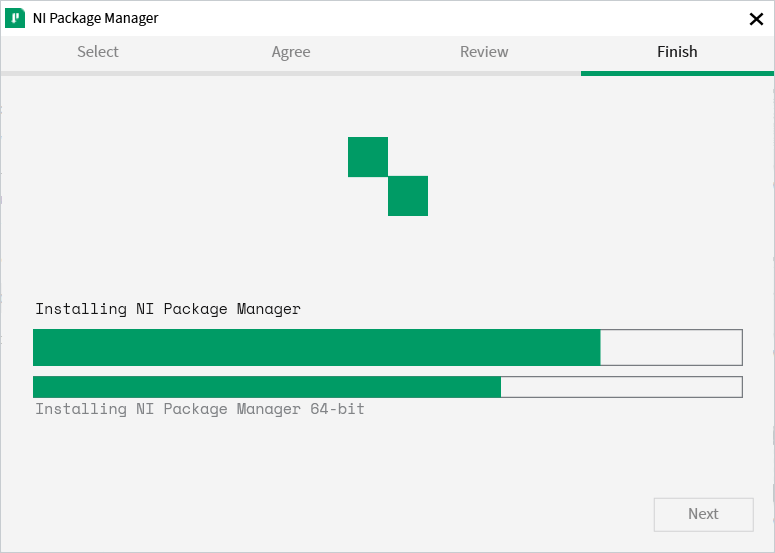 NI Package Manager
Select
Agree
Review
Finish
Installing NI Package Manager
Installing NI Package Manager 64-bit
Next